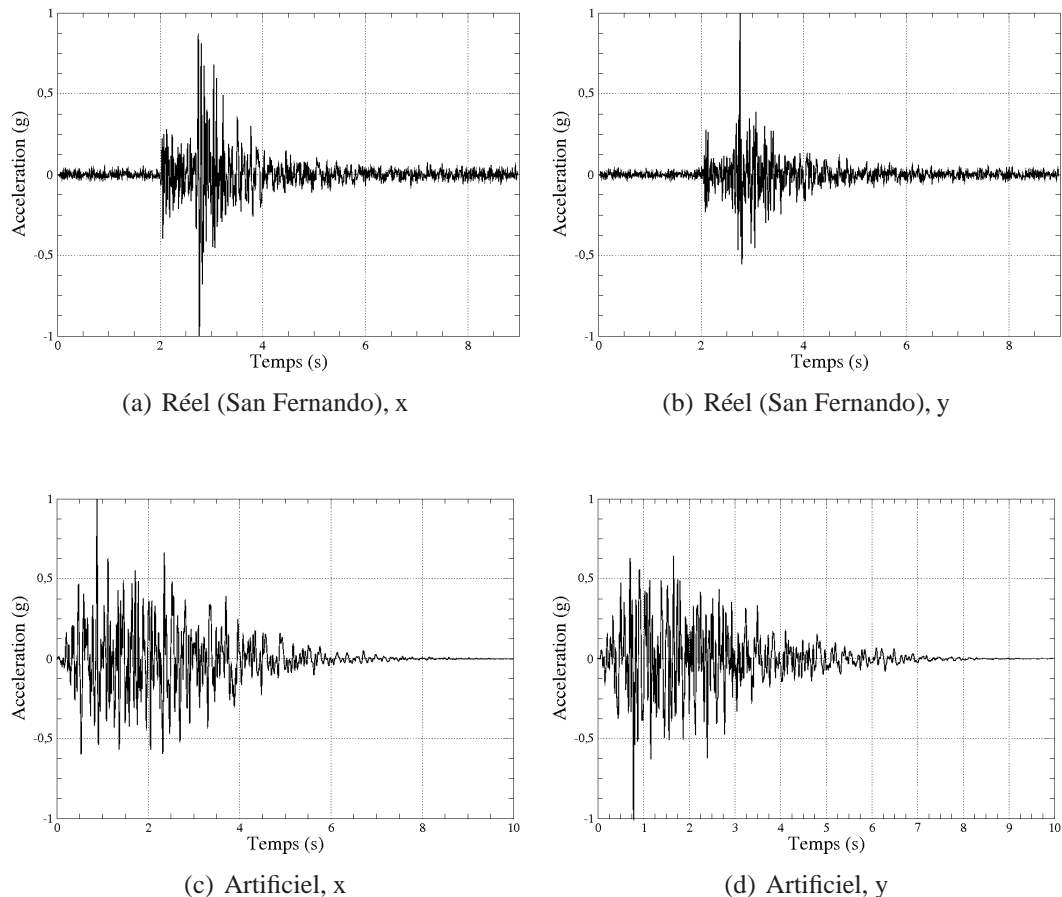 1
0,5
0
-0,5
-1
Acceleration (g)
0 2 4 6 8
Temps (s)
(a) Réel (San Fernando), x
1
0,5
0
-0,5
-1
Acceleration (g)
0 2 4 6 8
Temps (s)
(b) Réel (San Fernando), y
1
0,5
0
-0,5
-1
Acceleration (g)
0 2 4 6 8 10
Temps (s)
(c) Artificiel, x
1
0,5
0
-0,5
-1
Acceleration (g)
0 1 2 3 4 5 6 7 8 9 10
Temps (s)
(d) Artificiel, y